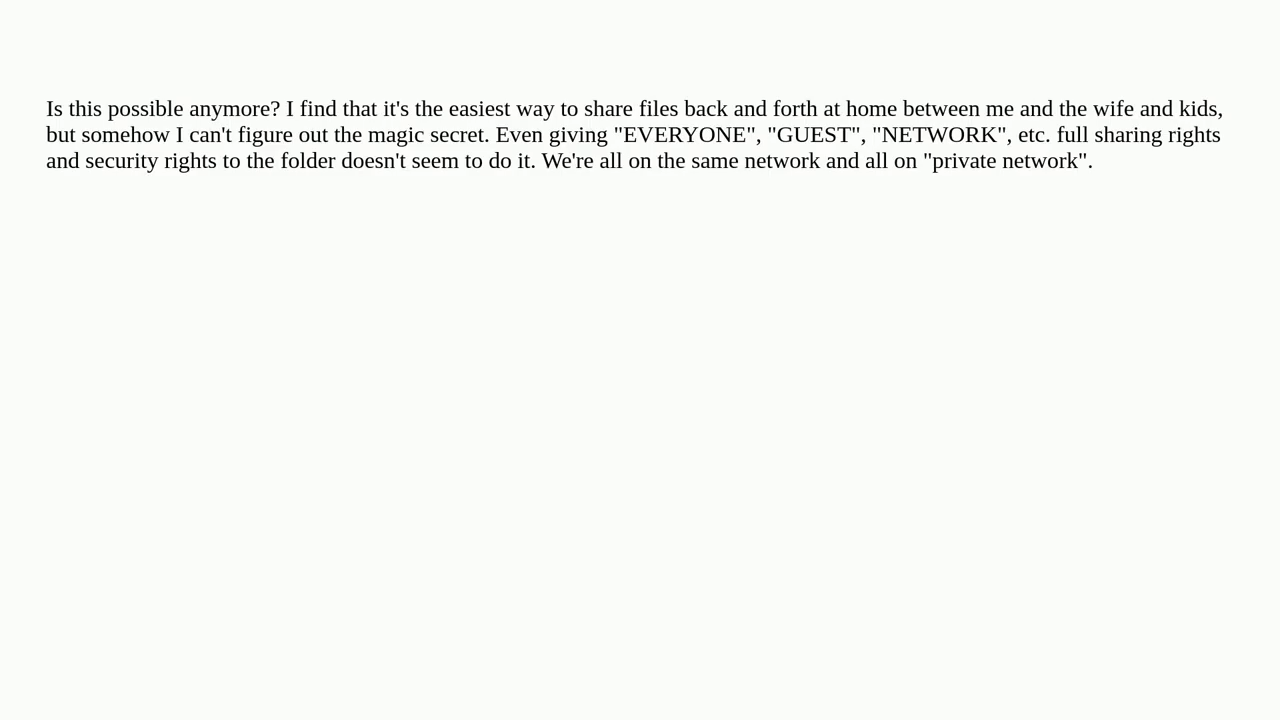 Is this possible anymore? I find that it's the easiest way to share files back and forth at home between me and the wife and kids,
but somehow I can't figure out the magic secret. Even giving "EVERYONE", "GUEST", "NETWORK", etc. full sharing rights
and security rights to the folder doesn't seem to do it. We're all on the same network and all on "private network".